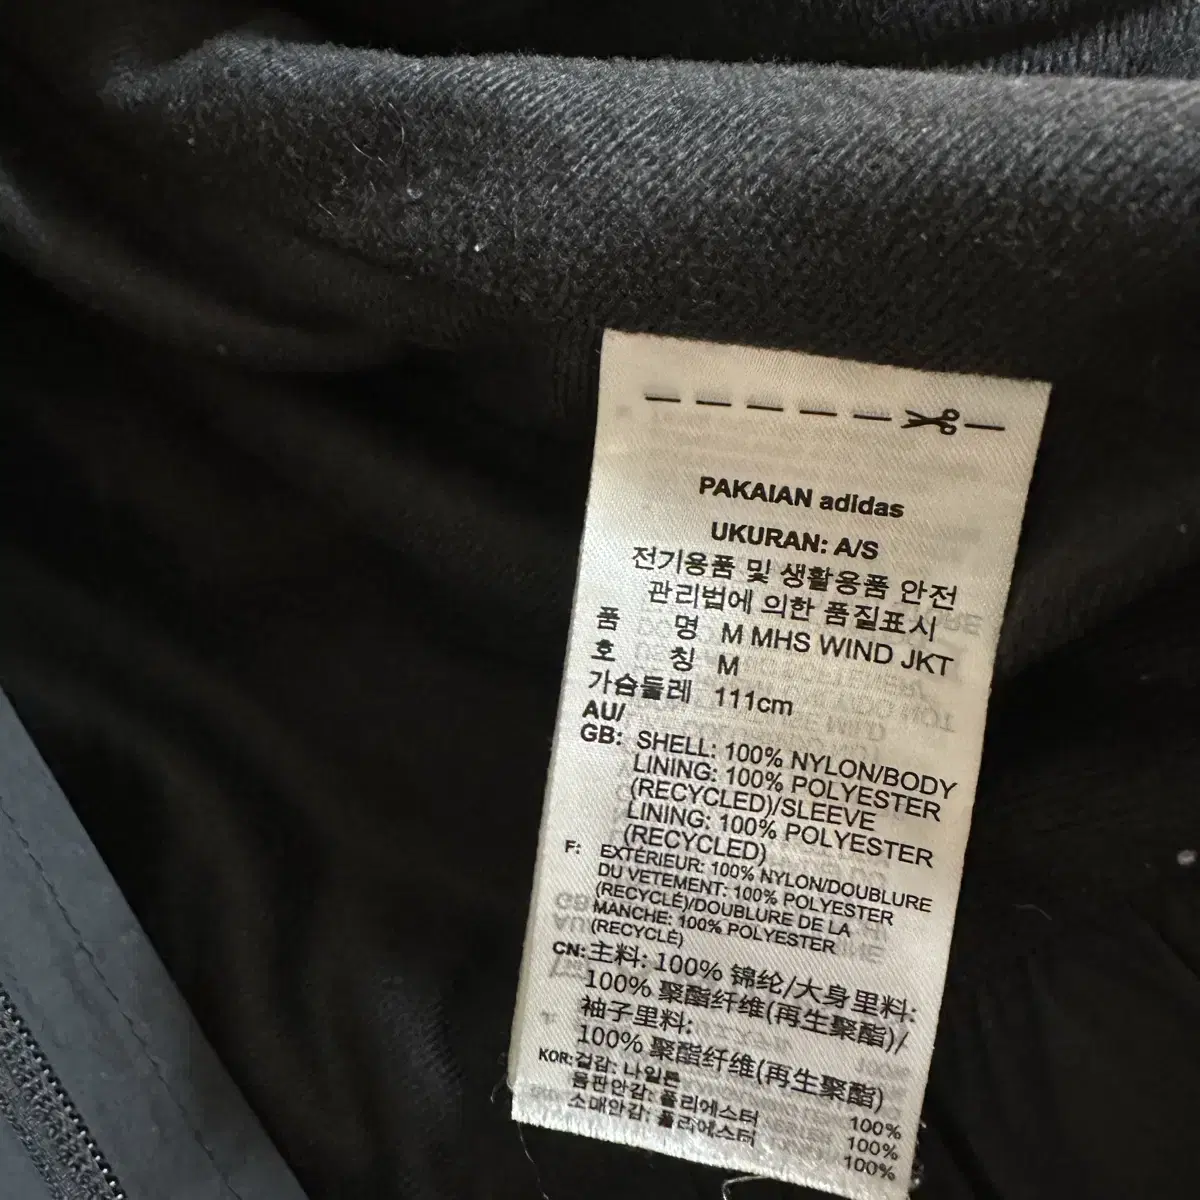 PAKAIAN adidas
UKURAN: A/S
전기용품 및 생활용품 안전
관리법에 의한 품질표시
품 명 M MHS WIND JKT
호 칭 M
가슴둘레 111cm
AU/
GB: SHELL: 100% NYLON/BODY
LINING: 100% POLYESTER
(RECYCLED)/SLEEVE
LINING: 100% POLYESTER
(RECYCLED)
F: EXTÉRIEUR: 100% NYLON/DOUBLURE
DU VETEMENT: 100% POLYESTER
(RECYCLÉ)/DOUBLURE DE LA
MANCHE: 100% POLYESTER
(RECYCLÉ)
CN: 主料: 100% 锦纶/大身里料:
100% 聚酯纤维(再生聚酯)/
袖子里料:
100% 聚酯纤维(再生聚酯)
KOR: 겉감: 나일론 100%
몸판안감: 폴리에스터 100%
소매안감: 폴리에스터 100%